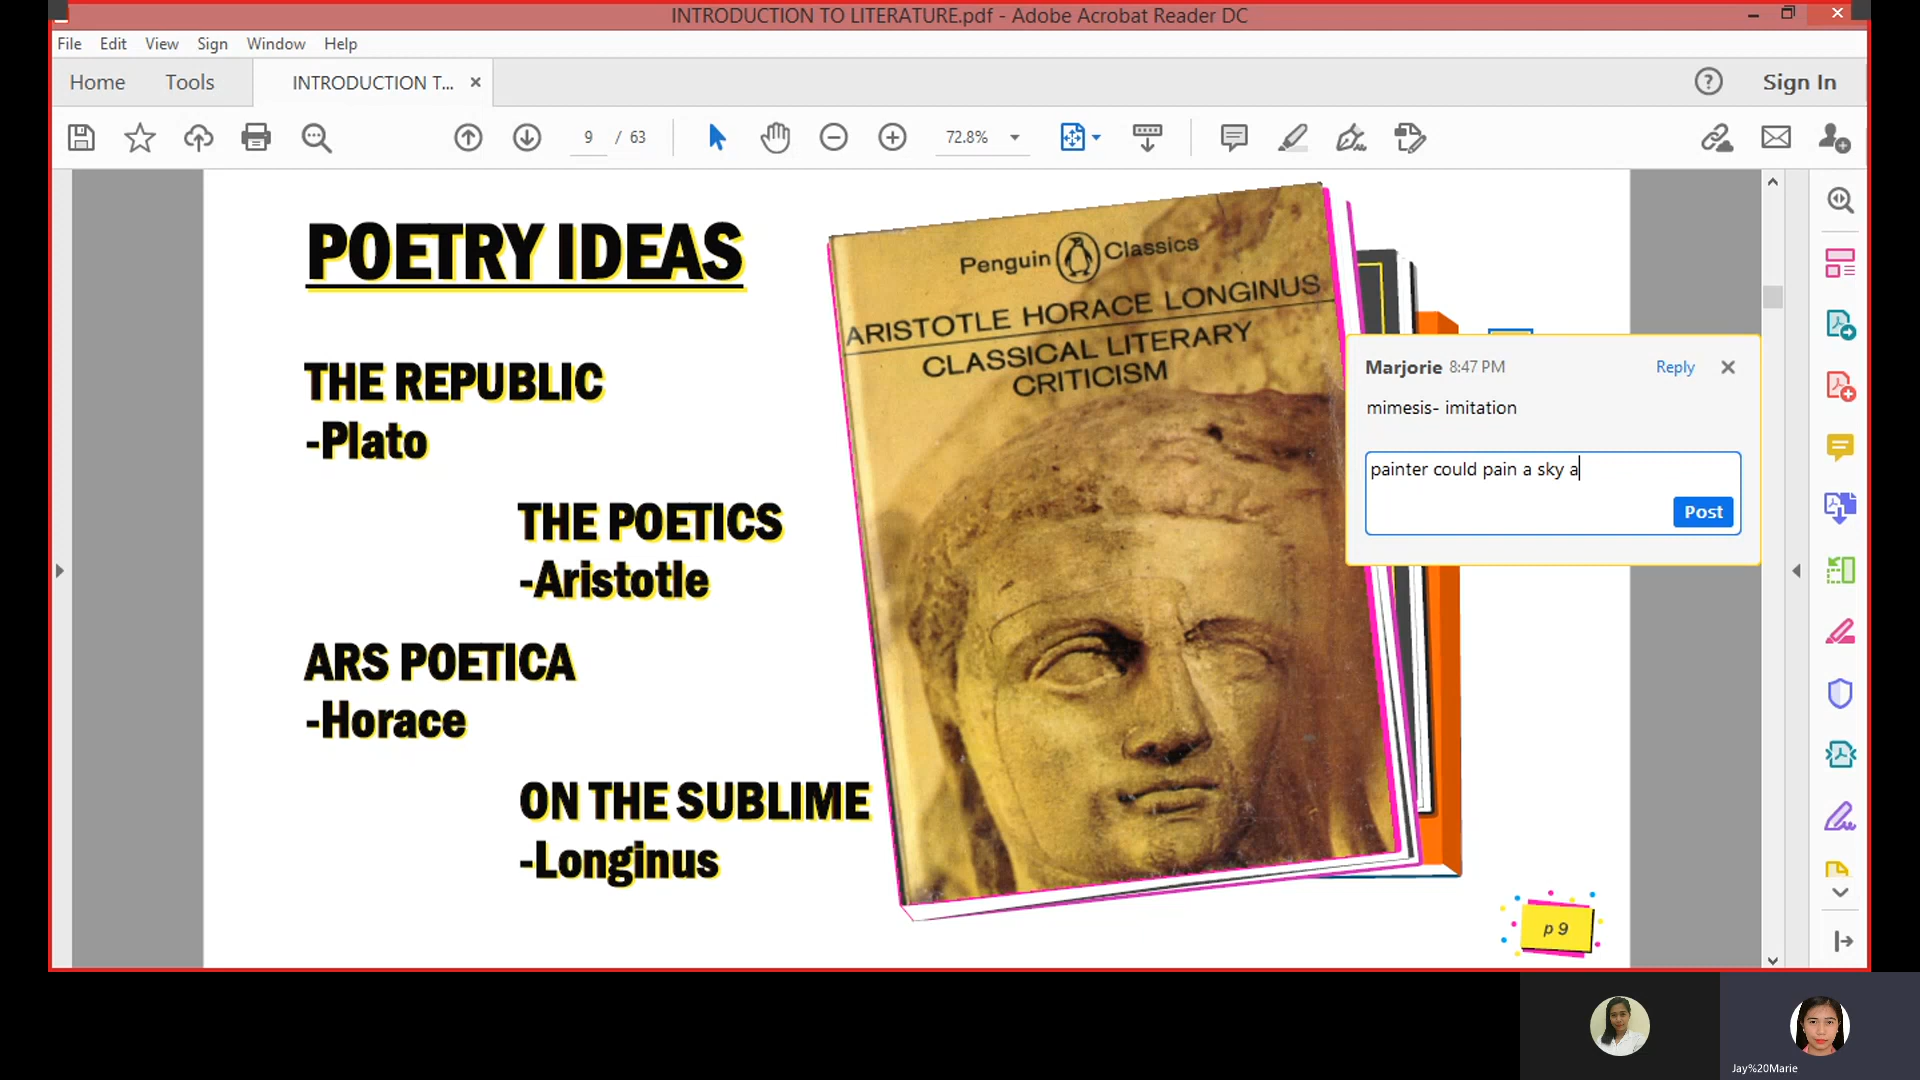 INTRODUCTION TO LITERATURE.pdf - Adobe Acrobat Reader DC
File Edit View Sign Window Help
Home Tools INTRODUCTION T... Sign In
9 / 63 72.8%
POETRY IDEAS
THE REPUBLIC
-Plato
THE POETICS
-Aristotle
ARS POETICA
-Horace
ON THE SUBLIME
-Longinus
Penguin Classics
ARISTOTLE HORACE LONGINUS
CLASSICAL LITERARY
CRITICISM
Marjorie 8:47 PM Reply
mimesis- imitation
painter could pain a sky a
Post
p 9
Jay%20Marie